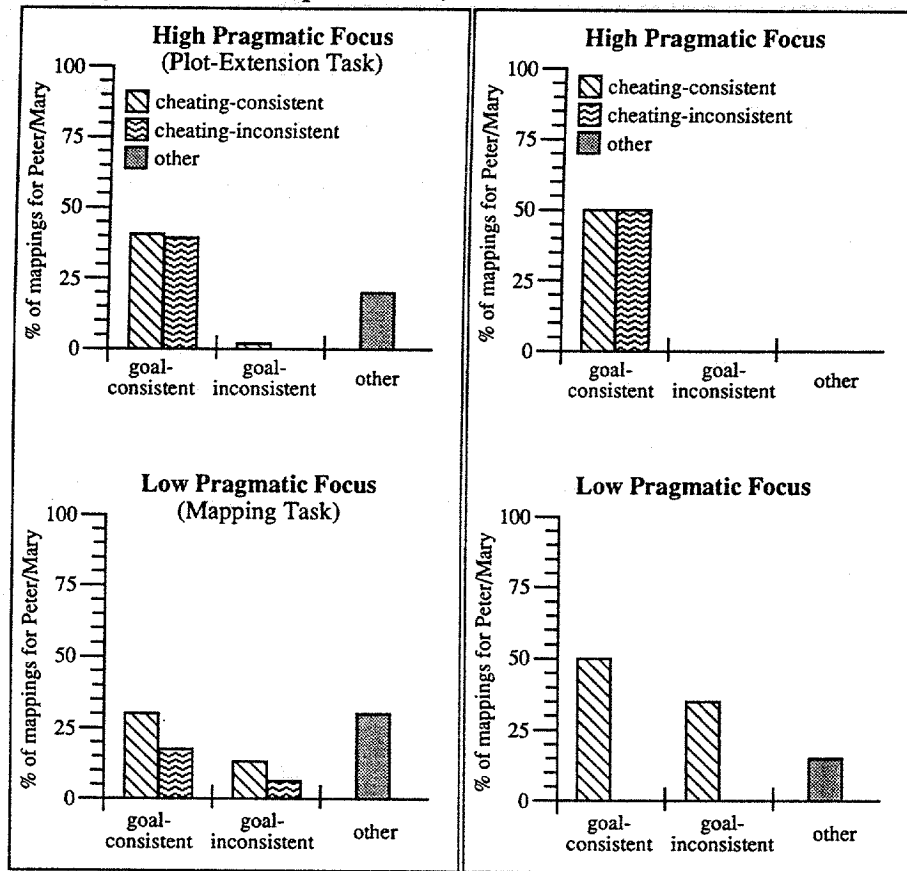 High Pragmatic Focus
(Plot-Extension Task)
% of mappings for Peter/Mary
100
75
50
25
0
cheating-consistent
cheating-inconsistent
other
goal-
consistent
goal-
inconsistent
other
High Pragmatic Focus
% of mappings for Peter/Mary
100
75
50
25
0
cheating-consistent
cheating-inconsistent
other
goal-
consistent
goal-
inconsistent
other
Low Pragmatic Focus
(Mapping Task)
% of mappings for Peter/Mary
100
75
50
25
0
goal-
consistent
goal-
inconsistent
other
Low Pragmatic Focus
% of mappings for Peter/Mary
100
75
50
25
0
goal-
consistent
goal-
inconsistent
other